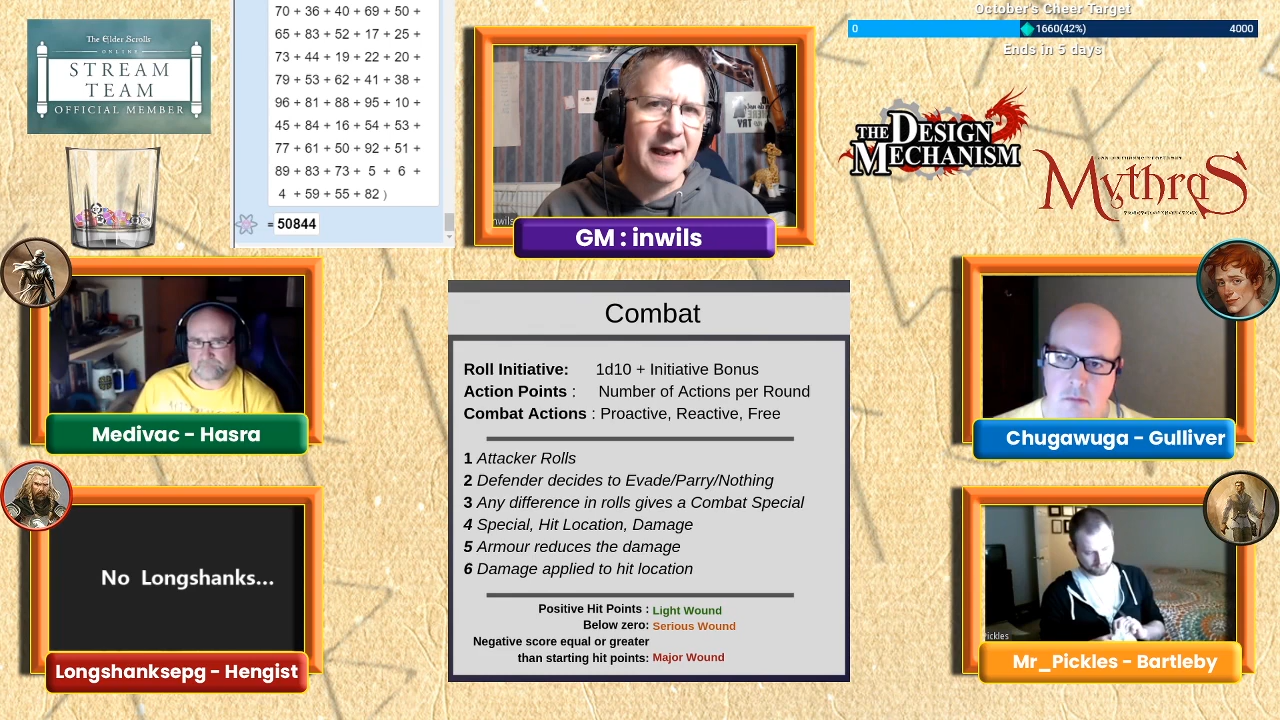 The Elder Scrolls
ONLINE
STREAM
TEAM
OFFICIAL MEMBER
70 + 36 + 40 + 69 + 50 +
65 + 83 + 52 + 17 + 25 +
73 + 44 + 19 + 22 + 20 +
79 + 53 + 62 + 41 + 38 +
96 + 81 + 88 + 95 + 10 +
45 + 84 + 16 + 54 + 53 +
77 + 61 + 50 + 92 + 51 +
89 + 83 + 73 + 5 + 6 +
4 + 59 + 55 + 82 )
= 50844
GM : inwils
October's Cheer Target
0 1660(42%) 4000
Ends in 5 days
THE DESIGN
MECHANISM
MYTHRAS
Medivac - Hasra
Chugawuga - Gulliver
No Longshanks...
Longshanksepg - Hengist
Pickles
Mr_Pickles - Bartleby
Combat
Roll Initiative: 1d10 + Initiative Bonus
Action Points : Number of Actions per Round
Combat Actions : Proactive, Reactive, Free
1 Attacker Rolls
2 Defender decides to Evade/Parry/Nothing
3 Any difference in rolls gives a Combat Special
4 Special, Hit Location, Damage
5 Armour reduces the damage
6 Damage applied to hit location
Positive Hit Points : Light Wound
Below zero: Serious Wound
Negative score equal or greater
than starting hit points: Major Wound